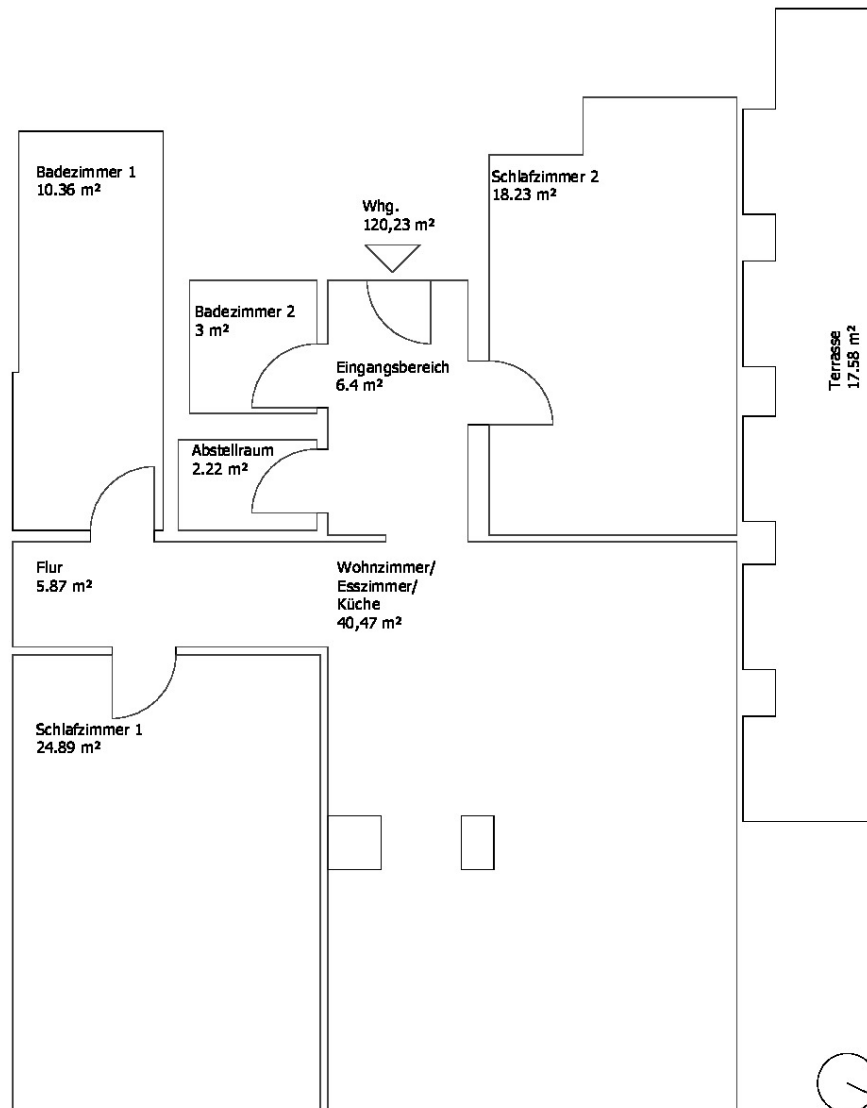 Badezimmer 1
10.36 m²
Schlafzimmer 2
18.23 m²
Whg.
120,23 m²
Badezimmer 2
3 m²
Eingangsbereich
6.4 m²
Terrasse
17.58 m²
Abstellraum
2.22 m²
Flur
5.87 m²
Wohnzimmer/
Esszimmer/
Küche
40,47 m²
Schlafzimmer 1
24.89 m²